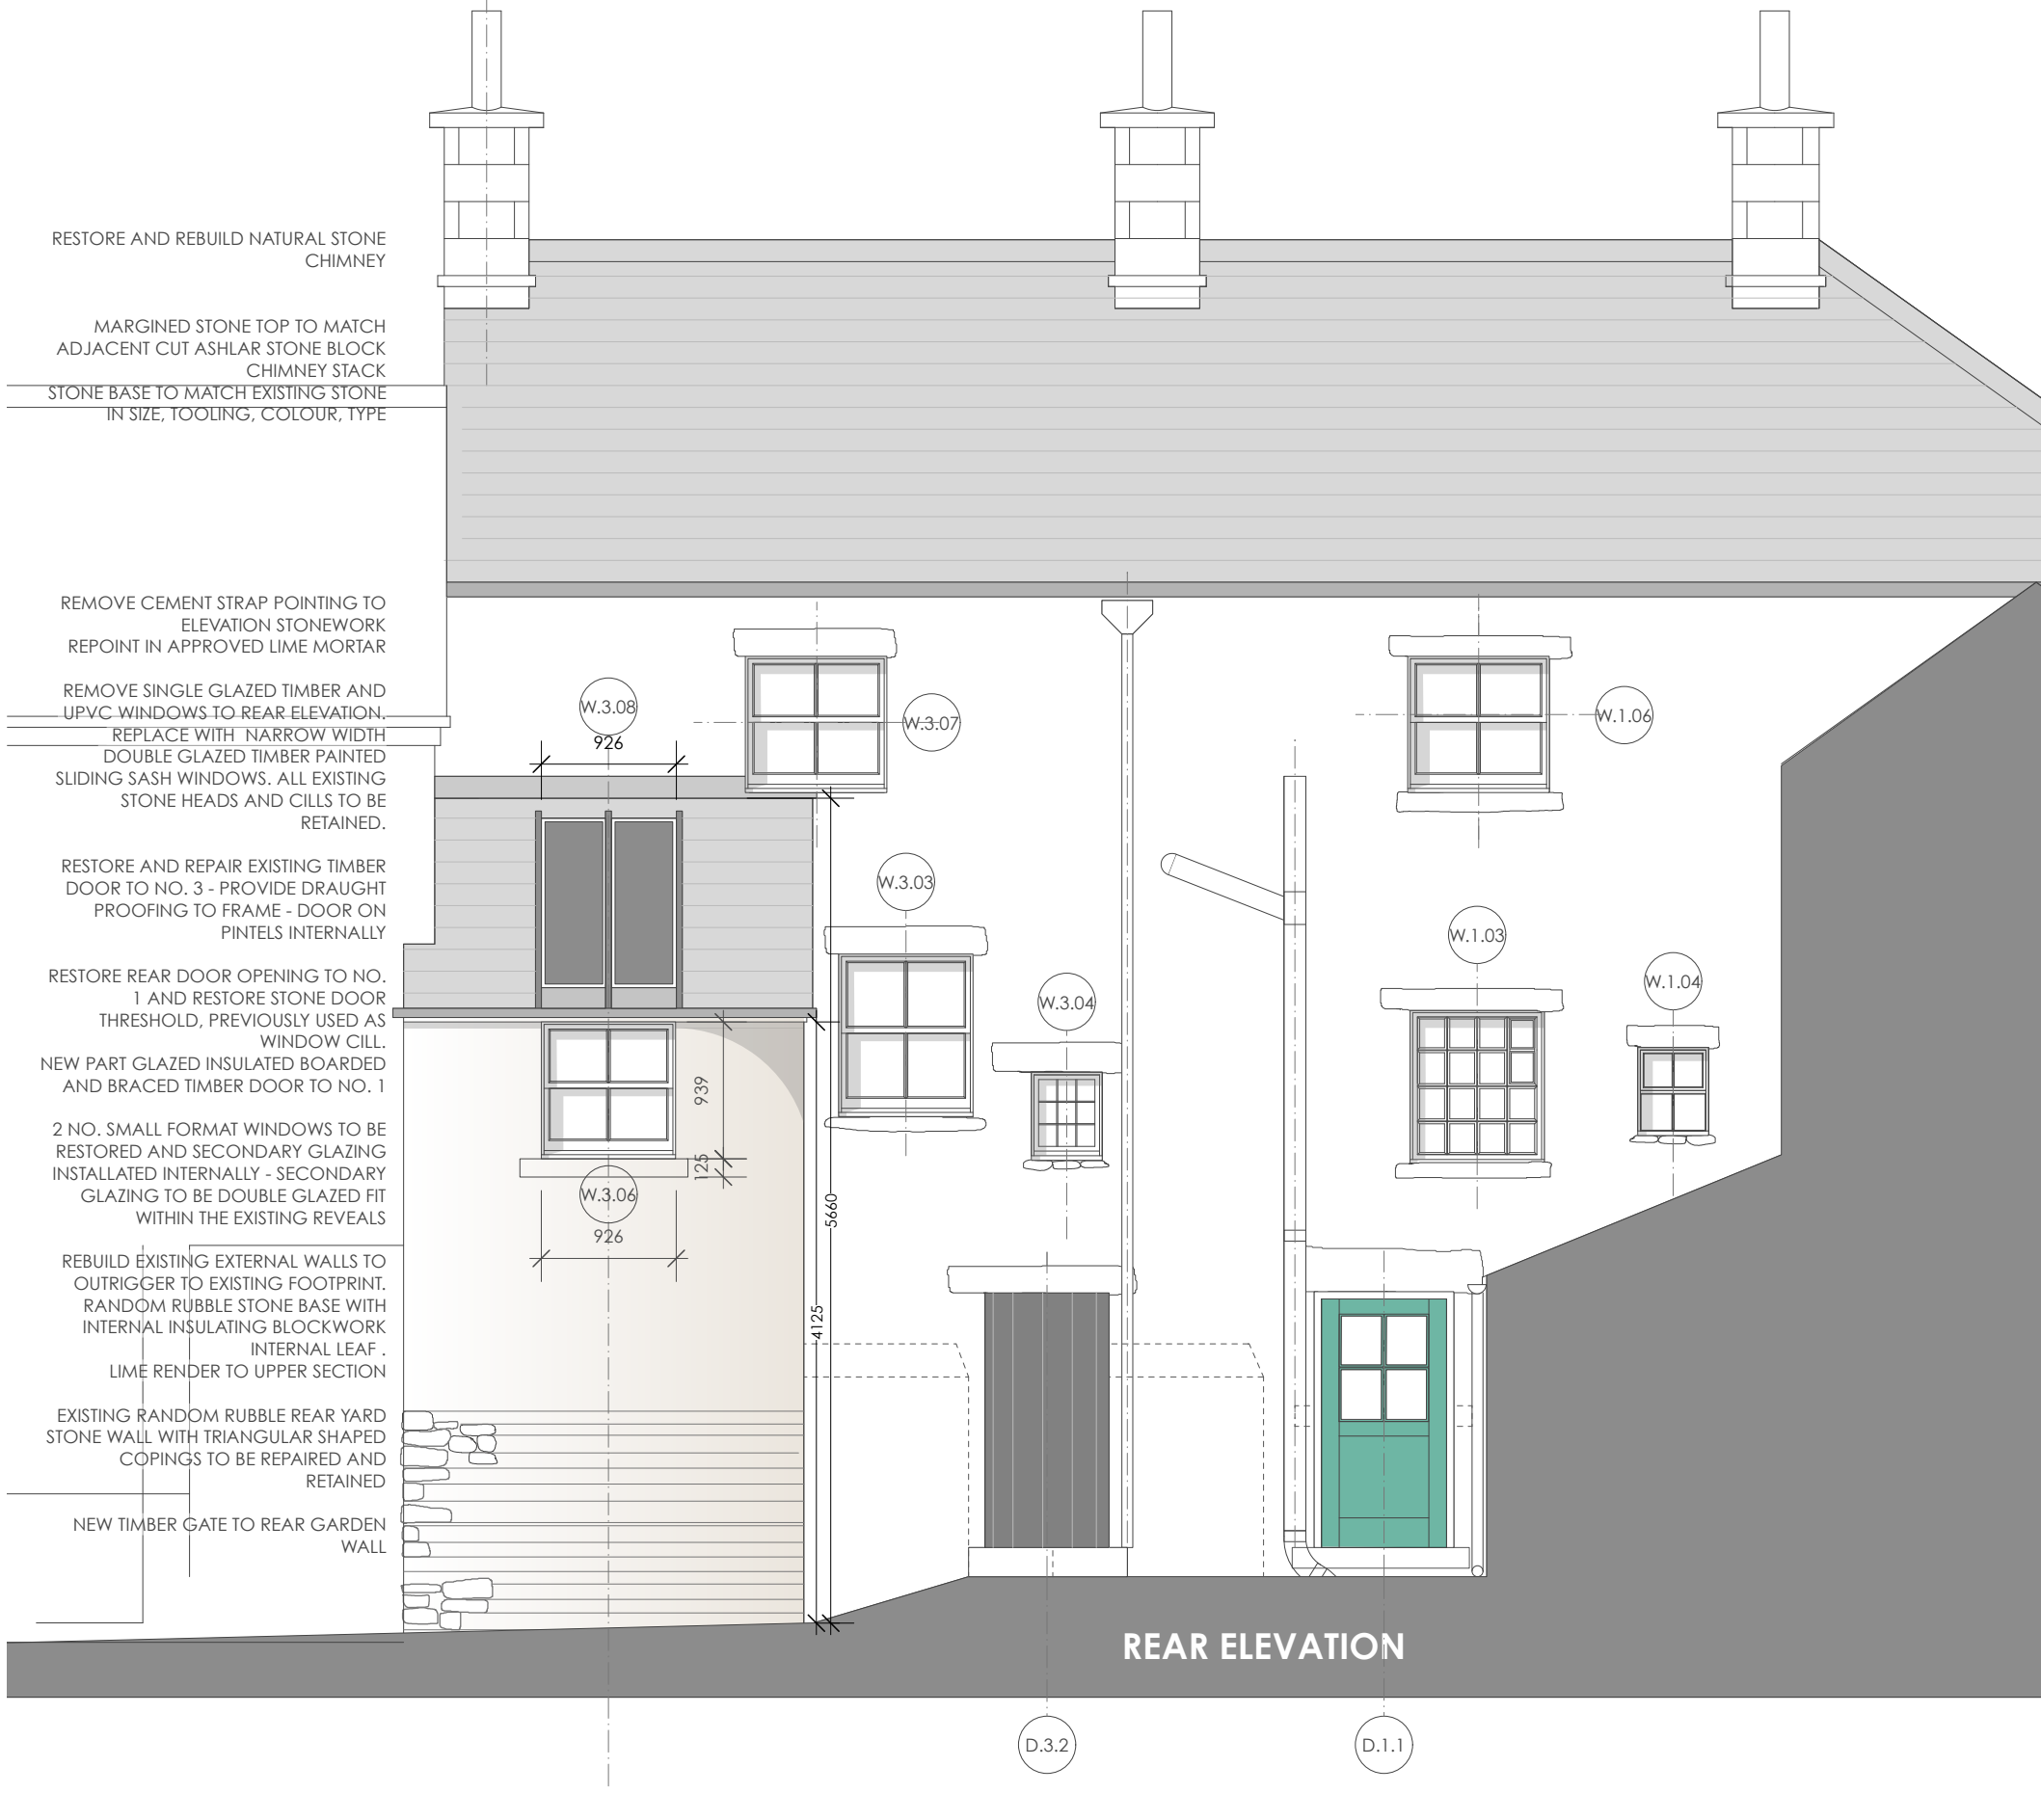 RESTORE AND REBUILD NATURAL STONE
CHIMNEY
MARGINED STONE TOP TO MATCH
ADJACENT CUT ASHLAR STONE BLOCK
CHIMNEY STACK
STONE BASE TO MATCH EXISTING STONE
IN SIZE, TOOLING, COLOUR, TYPE
REMOVE CEMENT STRAP POINTING TO
ELEVATION STONEWORK
REPOINT IN APPROVED LIME MORTAR
REMOVE SINGLE GLAZED TIMBER AND
UPVC WINDOWS TO REAR ELEVATION.
REPLACE WITH NARROW WIDTH
DOUBLE GLAZED TIMBER PAINTED
SLIDING SASH WINDOWS. ALL EXISTING
STONE HEADS AND CILLS TO BE
RETAINED.
RESTORE AND REPAIR EXISTING TIMBER
DOOR TO NO. 3 - PROVIDE DRAUGHT
PROOFING TO FRAME - DOOR ON
PINTELS INTERNALLY
RESTORE REAR DOOR OPENING TO NO.
1 AND RESTORE STONE DOOR
THRESHOLD, PREVIOUSLY USED AS
WINDOW CILL.
NEW PART GLAZED INSULATED BOARDED
AND BRACED TIMBER DOOR TO NO. 1
2 NO. SMALL FORMAT WINDOWS TO BE
RESTORED AND SECONDARY GLAZING
INSTALLATED INTERNALLY - SECONDARY
GLAZING TO BE DOUBLE GLAZED FIT
WITHIN THE EXISTING REVEALS
REBUILD EXISTING EXTERNAL WALLS TO
OUTRIGGER TO EXISTING FOOTPRINT.
RANDOM RUBBLE STONE BASE WITH
INTERNAL INSULATING BLOCKWORK
INTERNAL LEAF .
LIME RENDER TO UPPER SECTION
EXISTING RANDOM RUBBLE REAR YARD
STONE WALL WITH TRIANGULAR SHAPED
COPINGS TO BE REPAIRED AND
RETAINED
NEW TIMBER GATE TO REAR GARDEN
WALL
W.3.08
926
W.3.07
W.1.06
W.3.03
W.3.04
W.1.03
W.1.04
939
125
W.3.06
926
5660
4125
REAR ELEVATION
D.3.2
D.1.1